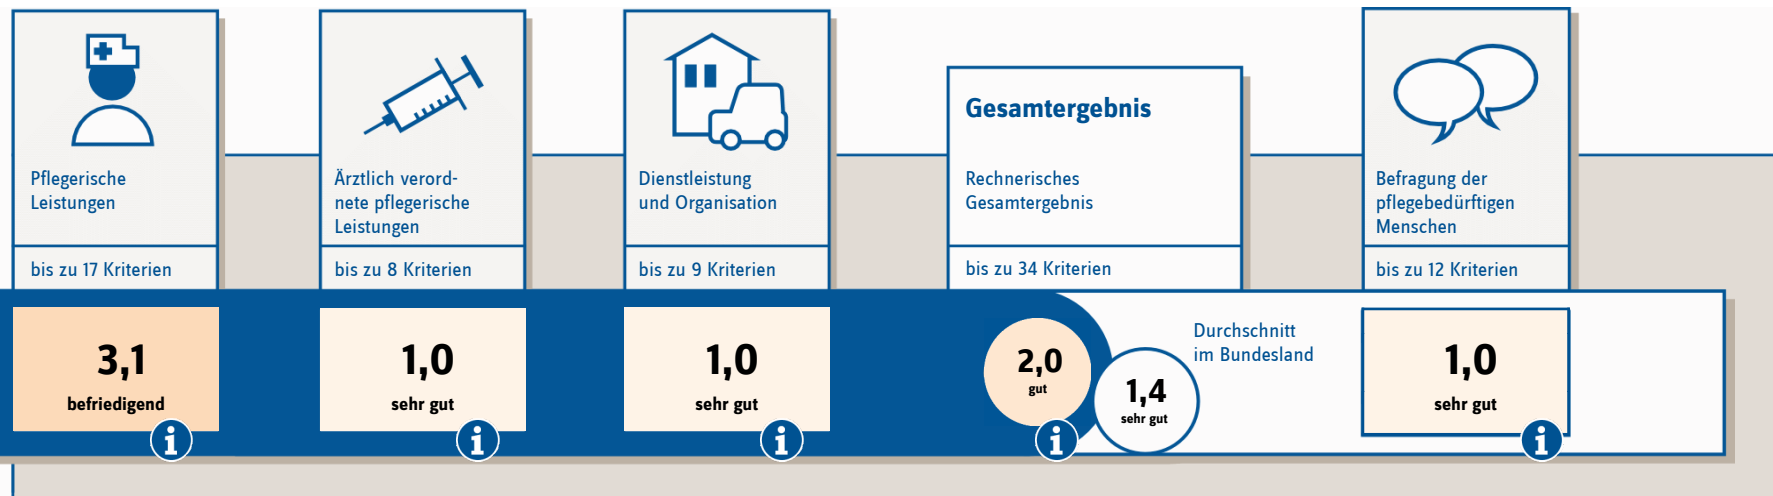 Pflegerische
Leistungen
bis zu 17 Kriterien
3,1
befriedigend
i
Ärztlich verord-
nete pflegerische
Leistungen
bis zu 8 Kriterien
1,0
sehr gut
i
Dienstleistung
und Organisation
bis zu 9 Kriterien
1,0
sehr gut
i
Gesamtergebnis
Rechnerisches
Gesamtergebnis
bis zu 34 Kriterien
2,0
gut
i
1,4
sehr gut
Durchschnitt
im Bundesland
Befragung der
pflegebedürftigen
Menschen
bis zu 12 Kriterien
1,0
sehr gut
i